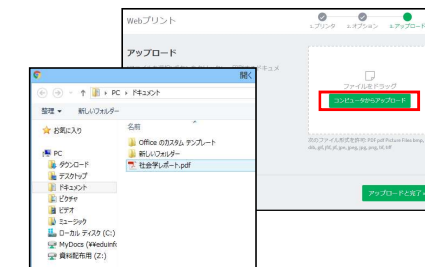 Webプリント
1.プリンタ 2.オプション 3.アップロード
アップロード
ファイルをドラッグ
コンピュータからアップロード
アップロードと完了
開く
PC ドキュメント
整理 新しいフォルダー
名前
お気に入り
Office のカスタム テンプレート
新しいフォルダー
社会学レポート.pdf
PC
ダウンロード
デスクトップ
ドキュメント
ピクチャ
ビデオ
ミュージック
ローカル ディスク (C:)
MyDocs (¥¥eduinfo
資料配布用 (Z:)